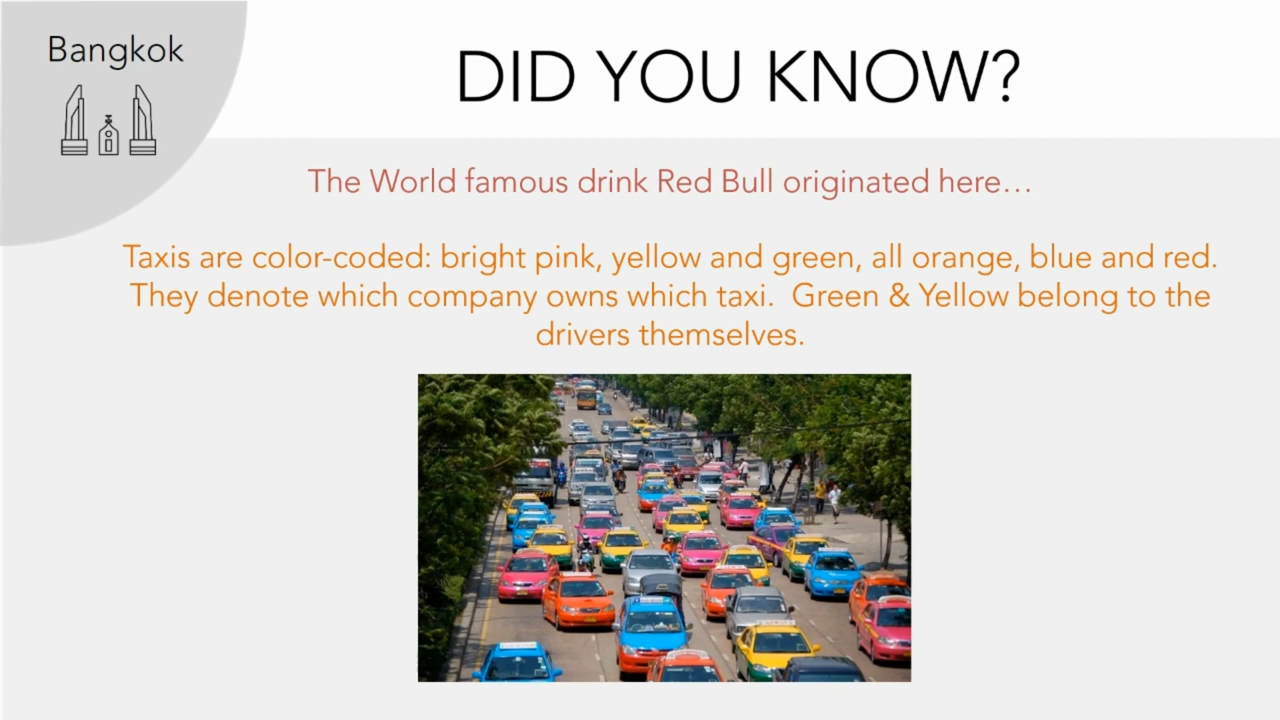 Bangkok
DID YOU KNOW?
The World famous drink Red Bull originated here…
Taxis are color-coded: bright pink, yellow and green, all orange, blue and red.
They denote which company owns which taxi.  Green & Yellow belong to the
drivers themselves.